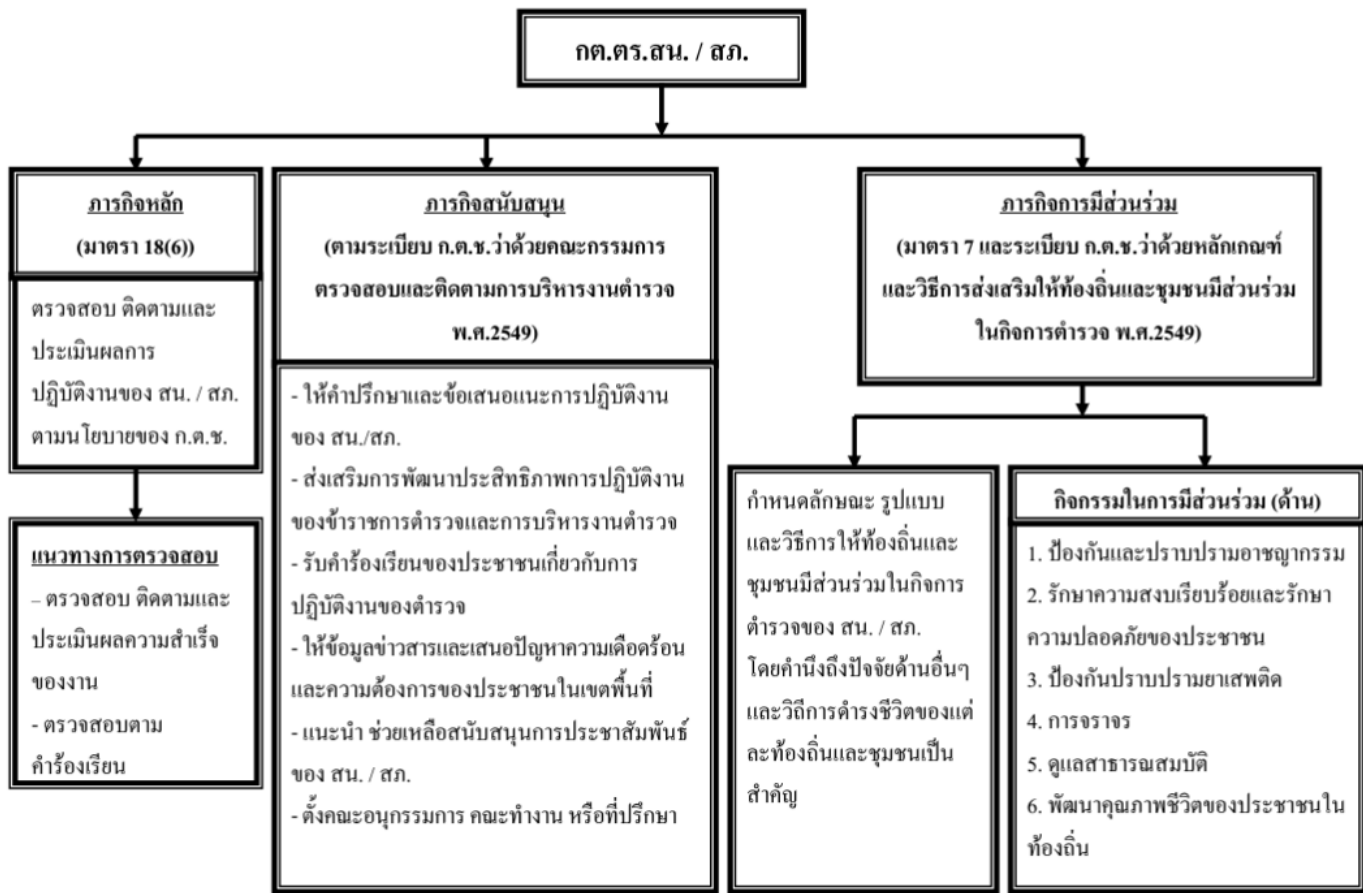 กต.ตร.สน. / สภ.
ภารกิจหลัก
(มาตรา 18(6))
ตรวจสอบ ติดตามและ
ประเมินผลการ
ปฏิบัติงานของ สน. / สภ.
ตามนโยบายของ ก.ต.ช.
แนวทางการตรวจสอบ
– ตรวจสอบ ติดตามและ
ประเมินผลความสำเร็จ
ของงาน
- ตรวจสอบตาม
คำร้องเรียน
ภารกิจสนับสนุน
(ตามระเบียบ ก.ต.ช.ว่าด้วยคณะกรรมการ
ตรวจสอบและติดตามการบริหารงานตำรวจ
พ.ศ.2549)
- ให้คำปรึกษาและข้อเสนอแนะการปฏิบัติงาน
ของ สน./สภ.
- ส่งเสริมการพัฒนาประสิทธิภาพการปฏิบัติงาน
ของข้าราชการตำรวจและการบริหารงานตำรวจ
- รับคำร้องเรียนของประชาชนเกี่ยวกับการ
ปฏิบัติงานของตำรวจ
- ให้ข้อมูลข่าวสารและเสนอปัญหาความเดือดร้อน
และความต้องการของประชาชนในเขตพื้นที่
- แนะนำ ช่วยเหลือสนับสนุนการประชาสัมพันธ์
ของ สน. / สภ.
- ตั้งคณะอนุกรรมการ คณะทำงาน หรือที่ปรึกษา
ภารกิจการมีส่วนร่วม
(มาตรา 7 และระเบียบ ก.ต.ช.ว่าด้วยหลักเกณฑ์
และวิธีการส่งเสริมให้ท้องถิ่นและชุมชนมีส่วนร่วม
ในกิจการตำรวจ พ.ศ.2549)
กำหนดลักษณะ รูปแบบ
และวิธีการให้ท้องถิ่นและ
ชุมชนมีส่วนร่วมในกิจการ
ตำรวจของ สน. / สภ.
โดยคำนึงถึงปัจจัยด้านอื่นๆ
และวิถีการดำรงชีวิตของแต่
ละท้องถิ่นและชุมชนเป็น
สำคัญ
กิจกรรมในการมีส่วนร่วม (ด้าน)
1. ป้องกันและปราบปรามอาชญากรรม
2. รักษาความสงบเรียบร้อยและรักษา
ความปลอดภัยของประชาชน
3. ป้องกันปราบปรามยาเสพติด
4. การจราจร
5. ดูแลสาธารณสมบัติ
6. พัฒนาคุณภาพชีวิตของประชาชนใน
ท้องถิ่น